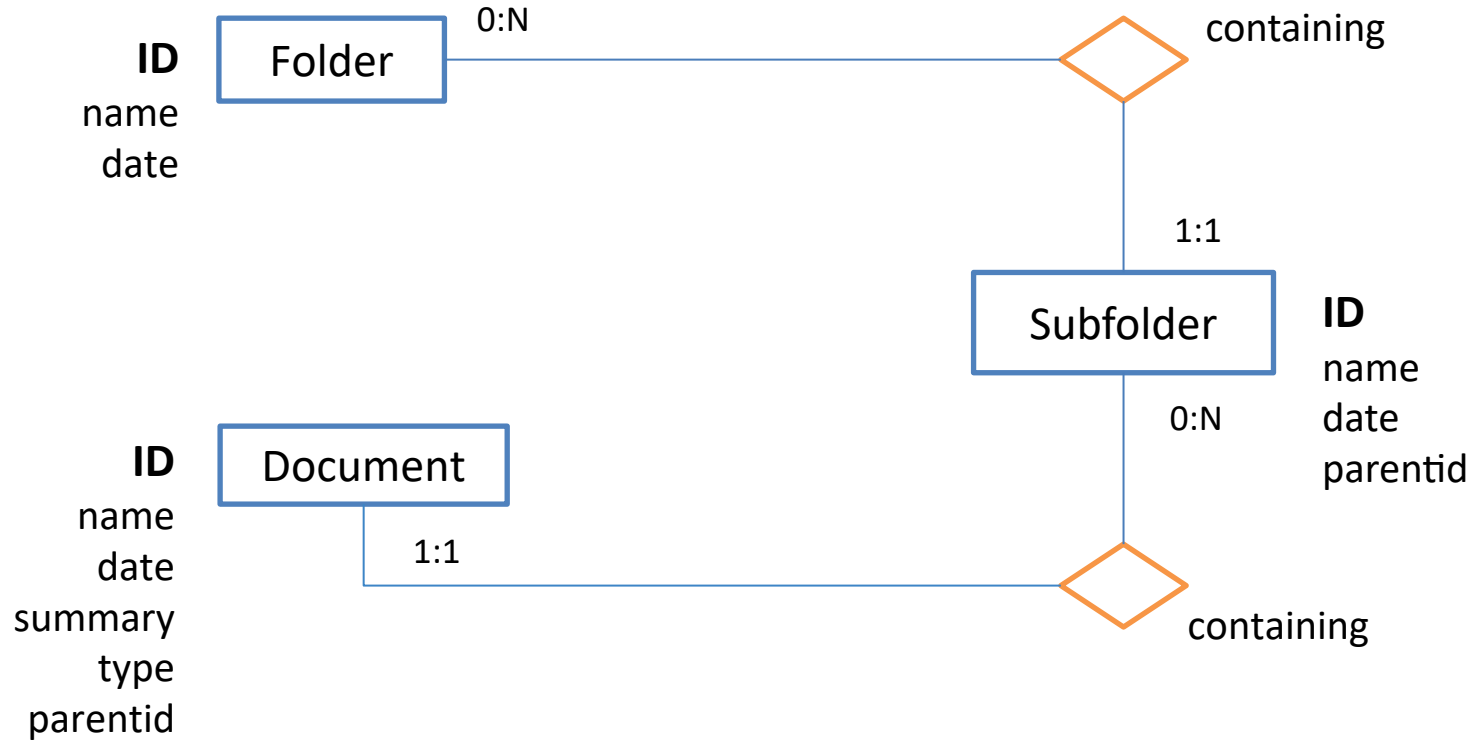 0:N
containing
ID
Folder
name
date
1:1
Subfolder
ID
name
date
parentid
0:N
ID
Document
name
date
summary
type
parentid
1:1
containing